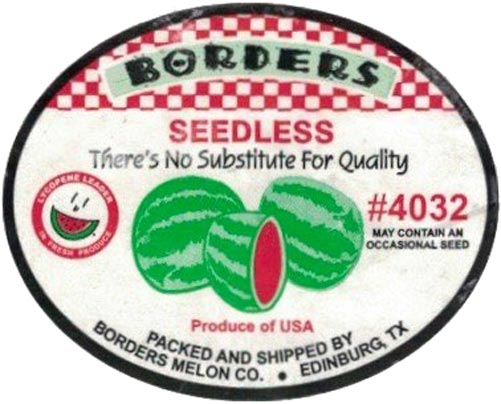 BORDERS
SEEDLESS
There's No Substitute For Quality
LYCOPENE LEADER
IN FRESH PRODUCE
#4032
MAY CONTAIN AN
OCCASIONAL SEED
Produce of USA
PACKED AND SHIPPED BY
BORDERS MELON CO. • EDINBURG, TX